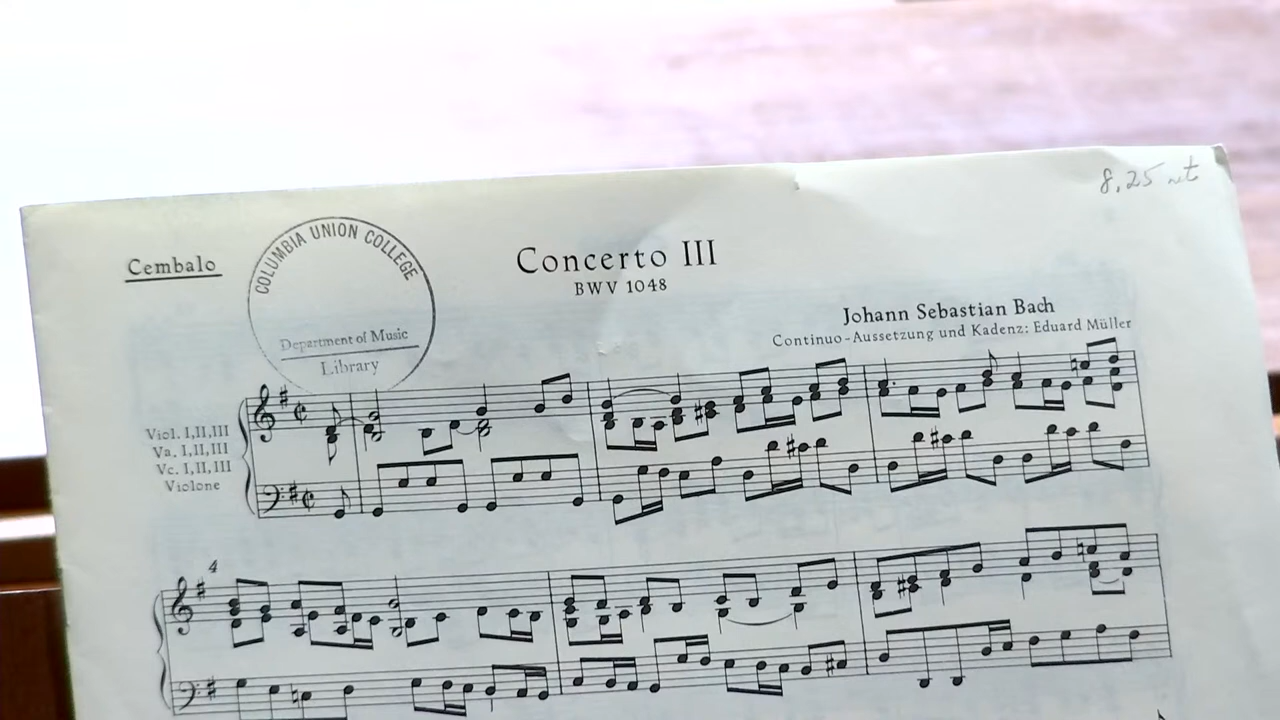 8,25 nt
Cembalo
COLUMBIA UNION COLLEGE
Department of Music
Library
Concerto III
BWV 1048
Johann Sebastian Bach
Continuo-Aussetzung und Kadenz: Eduard Müller
Viol. I,II,III
Va. I,II,III
Vc. I,II,III
Violone
4